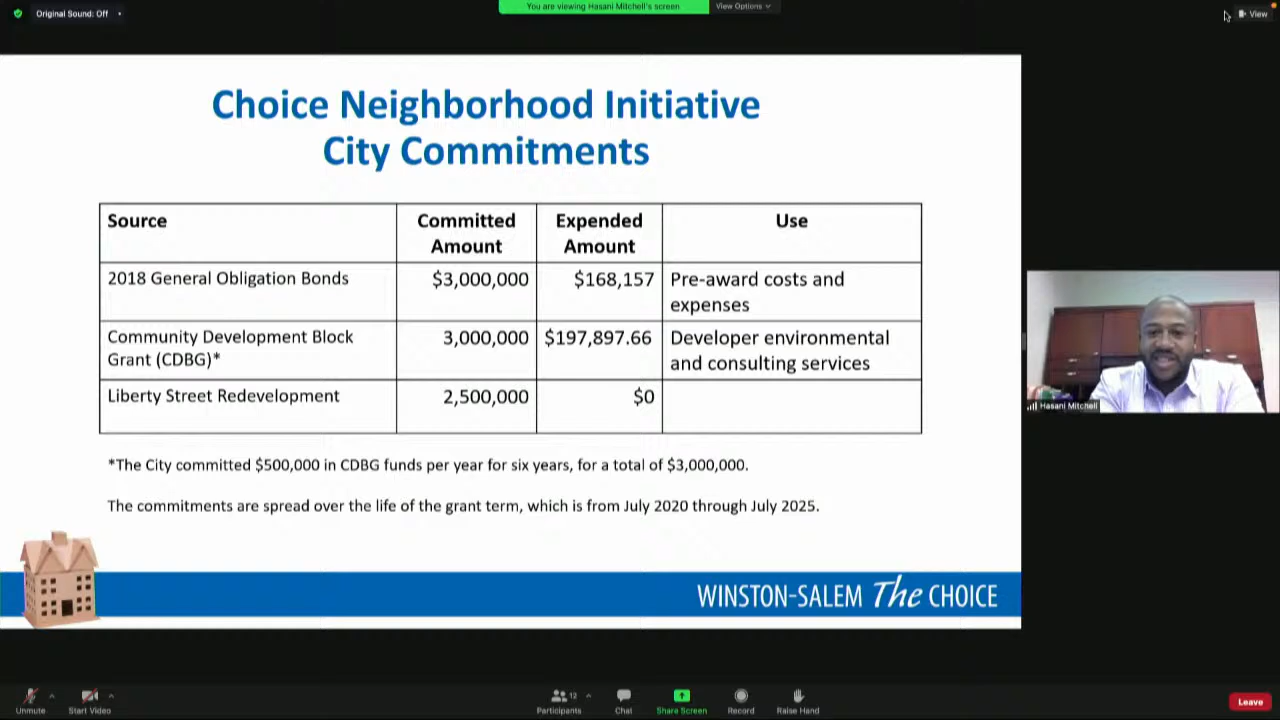 Original Sound: Off
You are viewing Hasani Mitchell's screen
View Options
View
Choice Neighborhood Initiative
City Commitments
Source
Committed
Amount
Expended
Amount
Use
2018 General Obligation Bonds
$3,000,000
$168,157
Pre-award costs and
expenses
Community Development Block
Grant (CDBG)*
3,000,000
$197,897.66
Developer environmental
and consulting services
Liberty Street Redevelopment
2,500,000
$0
*The City committed $500,000 in CDBG funds per year for six years, for a total of $3,000,000.
The commitments are spread over the life of the grant term, which is from July 2020 through July 2025.
WINSTON-SALEM The CHOICE
Hasani Mitchell
Unmute
Start Video
12
Participants
Chat
Share Screen
Record
Raise Hand
Leave